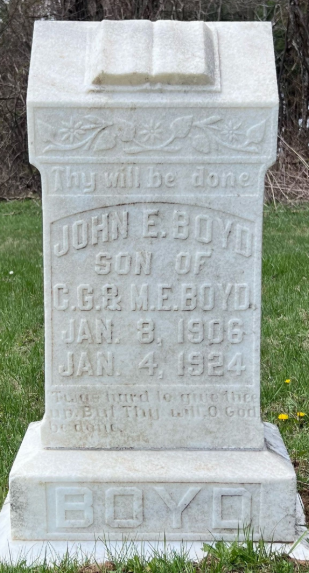 Thy will be done
JOHN E. BOYD
SON OF
C.G. & M.E. BOYD.
JAN. 8, 1906
JAN. 4, 1924
'Twas hard to give thee
up, But Thy will, O God
be done.
BOYD